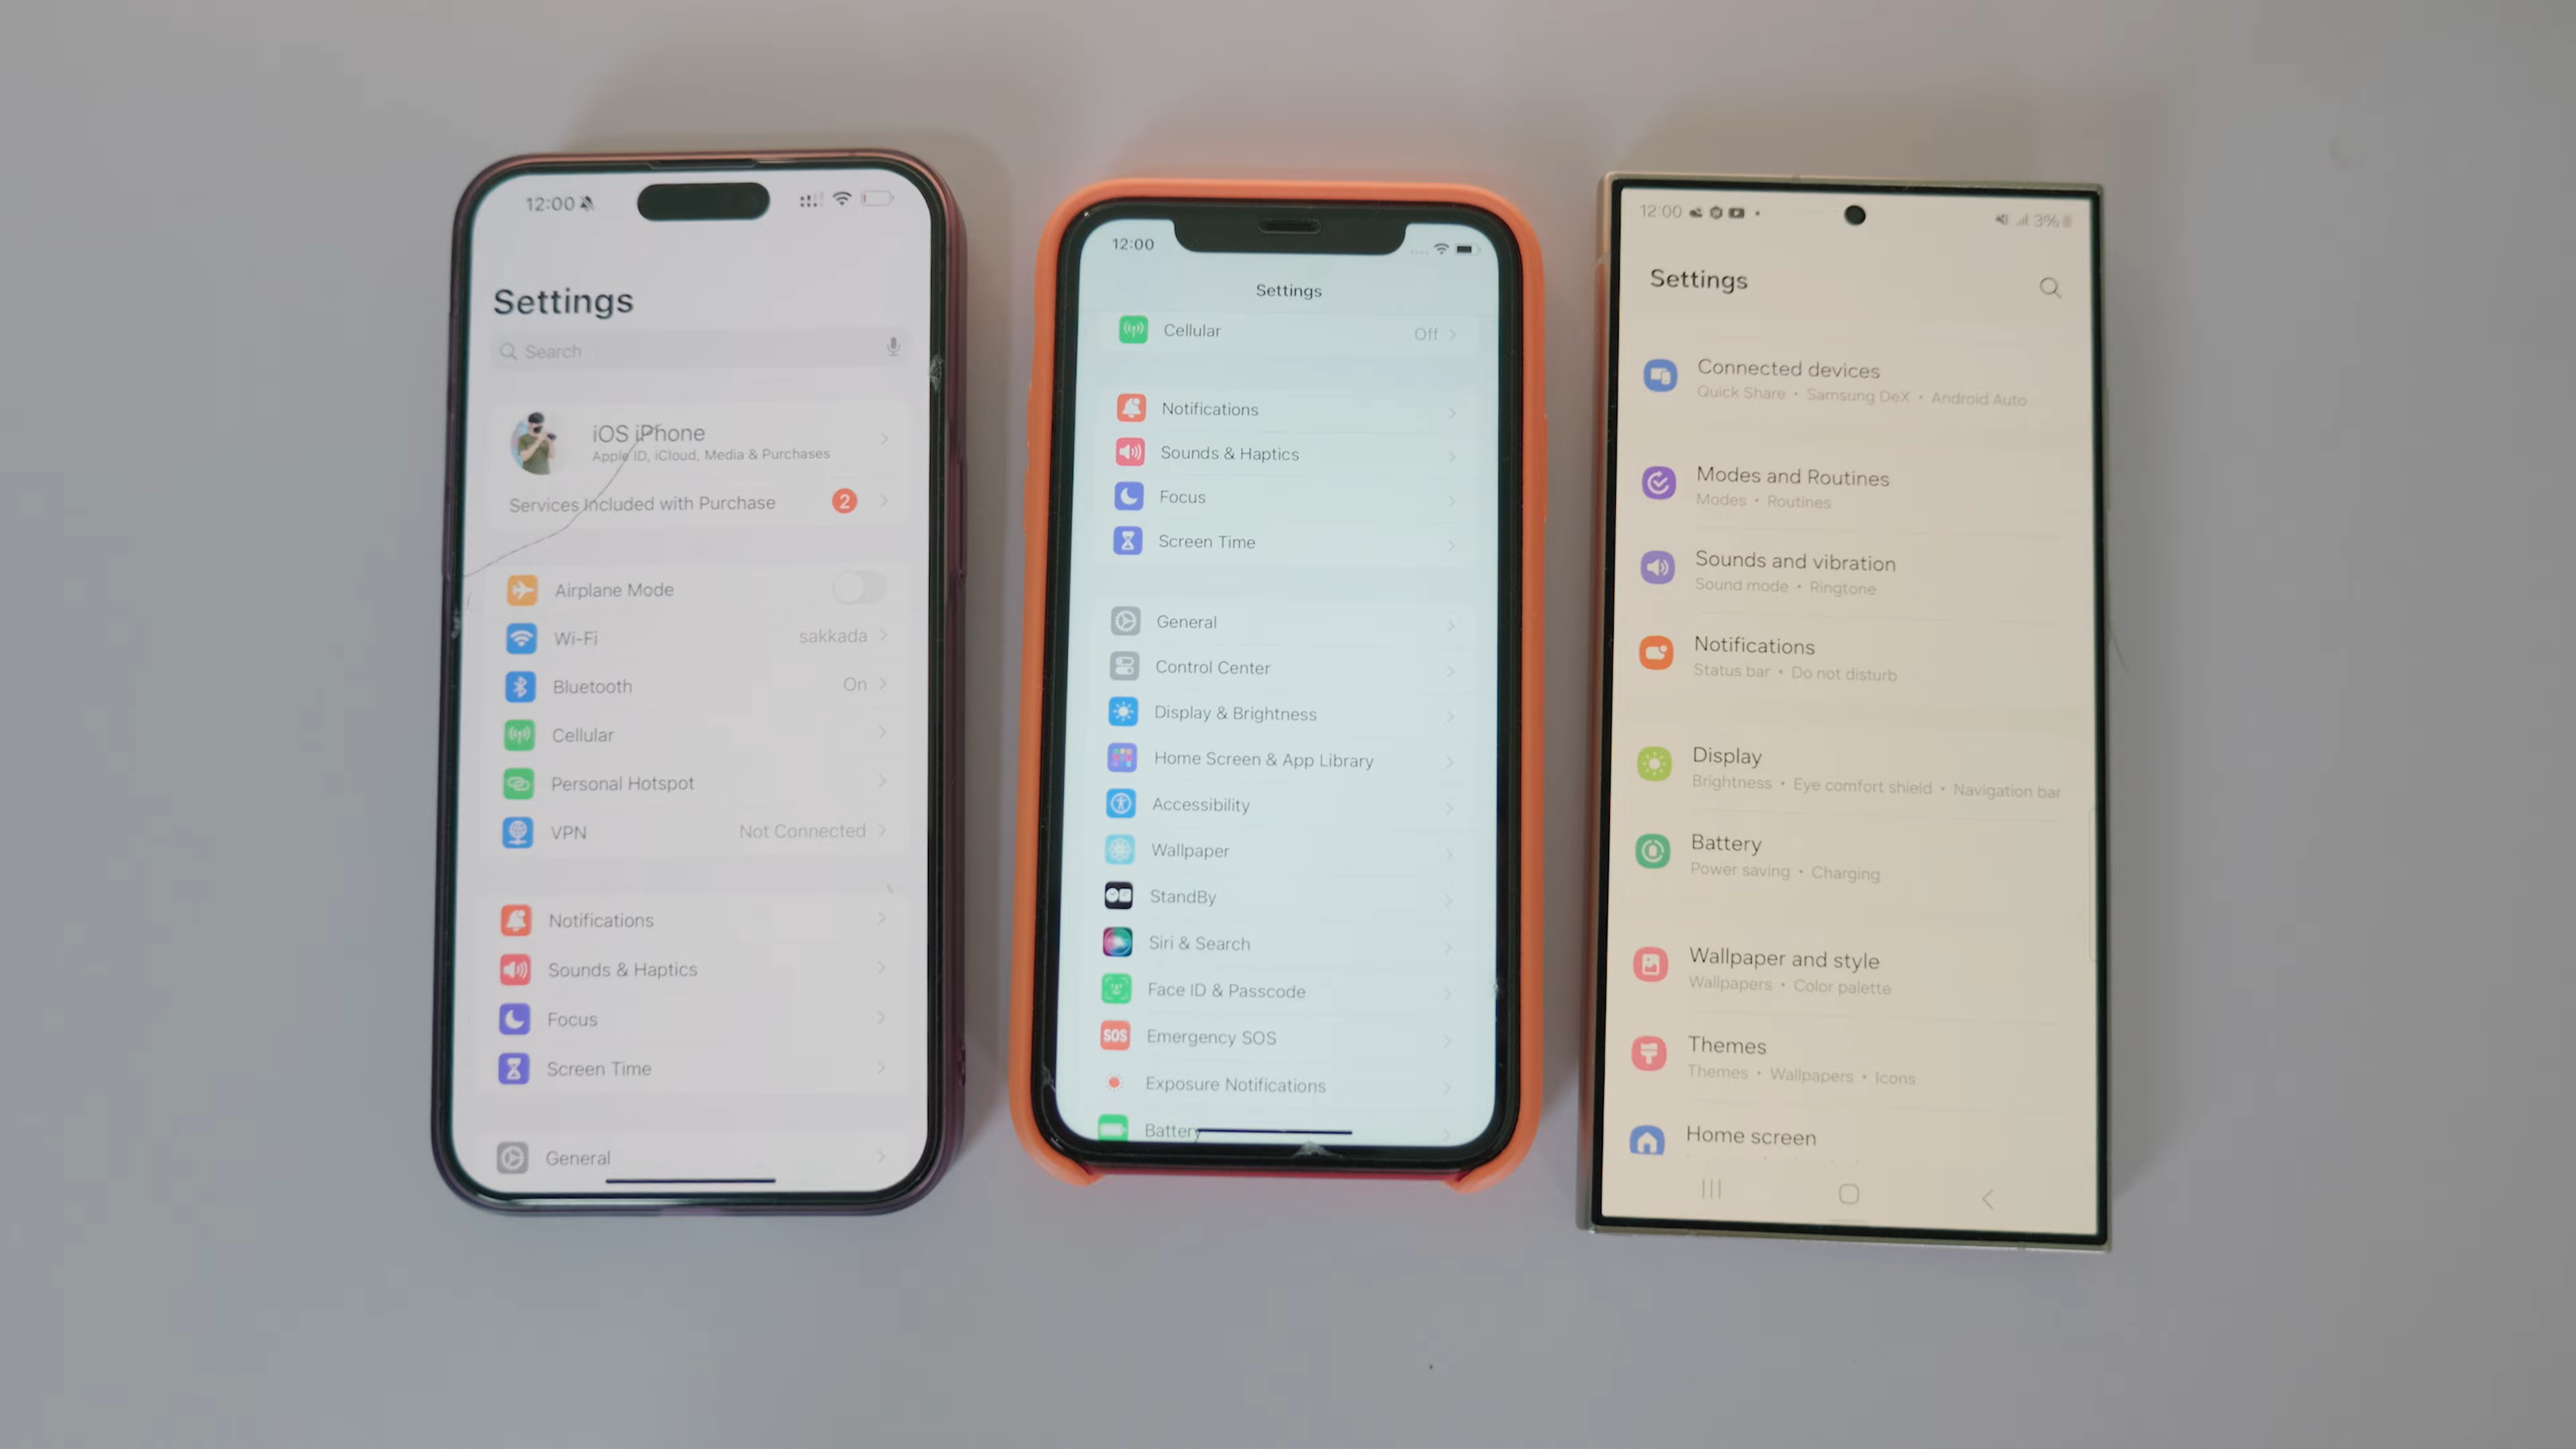 12:00
Settings
Search
iOS iPhone
Apple ID, iCloud, Media & Purchases
Services Included with Purchase 2
Airplane Mode
Wi-Fi sakkada
Bluetooth On
Cellular
Personal Hotspot
VPN Not Connected
Notifications
Sounds & Haptics
Focus
Screen Time
General
12:00
Settings
Cellular Off
Notifications
Sounds & Haptics
Focus
Screen Time
General
Control Center
Display & Brightness
Home Screen & App Library
Accessibility
Wallpaper
StandBy
Siri & Search
Face ID & Passcode
SOS Emergency SOS
Exposure Notifications
Battery
12:00 3%
Settings
Connected devices
Quick Share • Samsung DeX • Android Auto
Modes and Routines
Modes • Routines
Sounds and vibration
Sound mode • Ringtone
Notifications
Status bar • Do not disturb
Display
Brightness • Eye comfort shield • Navigation bar
Battery
Power saving • Charging
Wallpaper and style
Wallpapers • Color palette
Themes
Themes • Wallpapers • Icons
Home screen